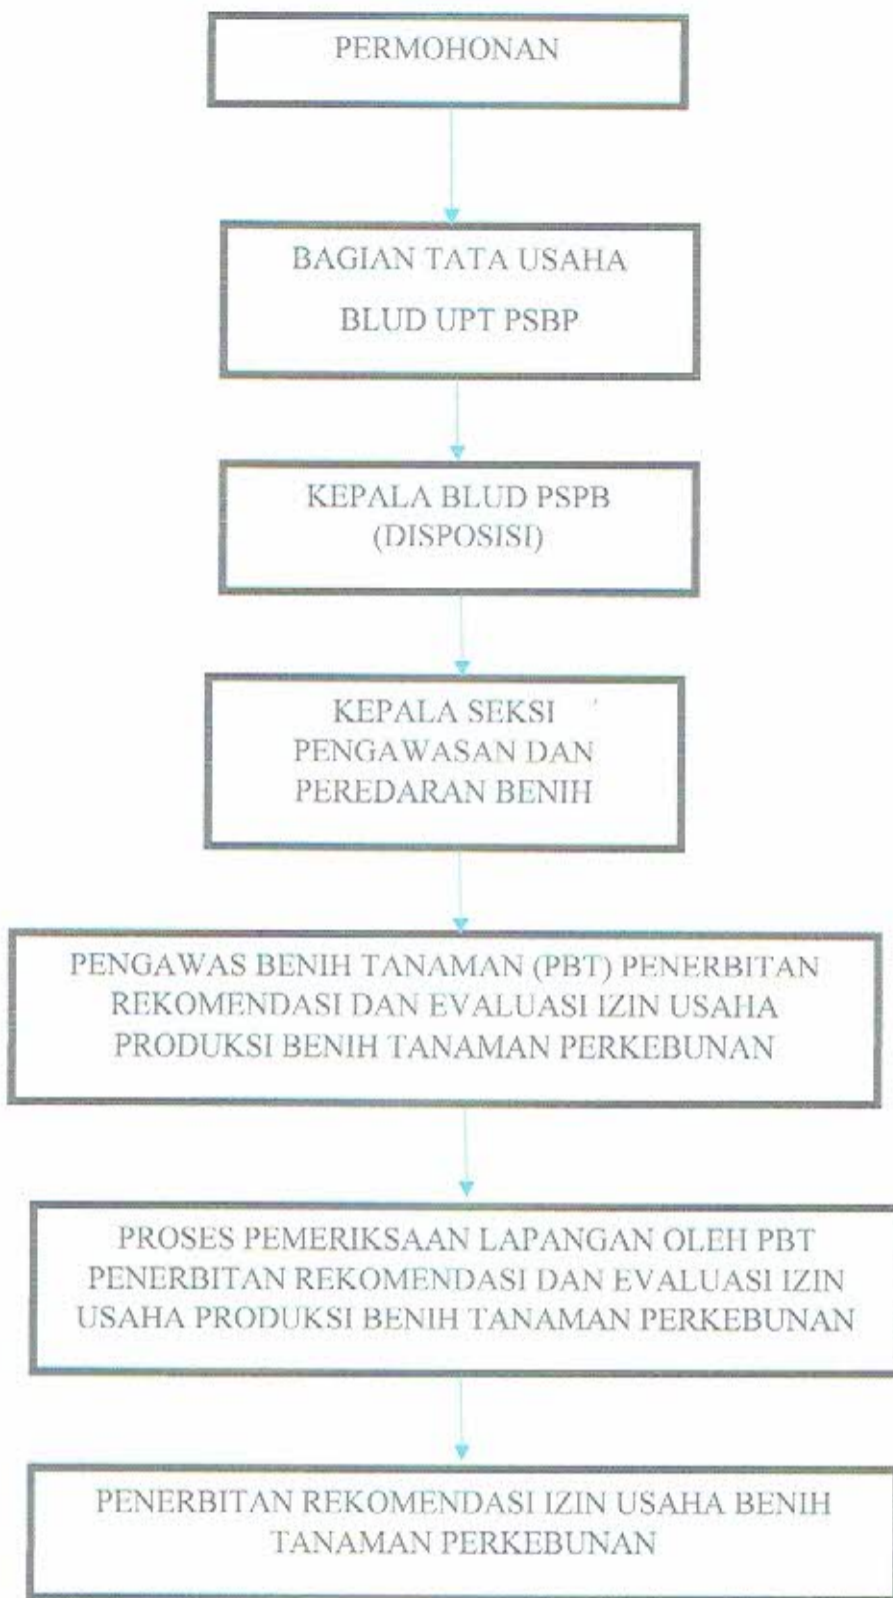 PERMOHONAN
BAGIAN TATA USAHA
BLUD UPT PSBP
KEPALA BLUD PSPB
(DISPOSISI)
KEPALA SEKSI
PENGAWASAN DAN
PEREDARAN BENIH
PENGAWAS BENIH TANAMAN (PBT) PENERBITAN
REKOMENDASI DAN EVALUASI IZIN USAHA
PRODUKSI BENIH TANAMAN PERKEBUNAN
PROSES PEMERIKSAAN LAPANGAN OLEH PBT
PENERBITAN REKOMENDASI DAN EVALUASI IZIN
USAHA PRODUKSI BENIH TANAMAN PERKEBUNAN
PENERBITAN REKOMENDASI IZIN USAHA BENIH
TANAMAN PERKEBUNAN